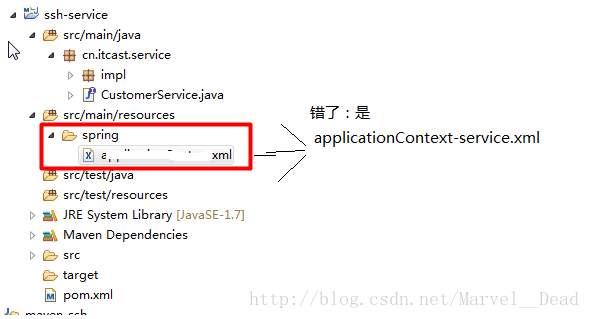 ssh-service
src/main/java
cn.itcast.service
impl
CustomerService.java
src/main/resources
spring
xml
错了：是
applicationContext-service.xml
src/test/java
src/test/resources
JRE System Library [JavaSE-1.7]
Maven Dependencies
src
target
pom.xml
http://blog.csdn.net/Marvel__Dead
maven-ssh